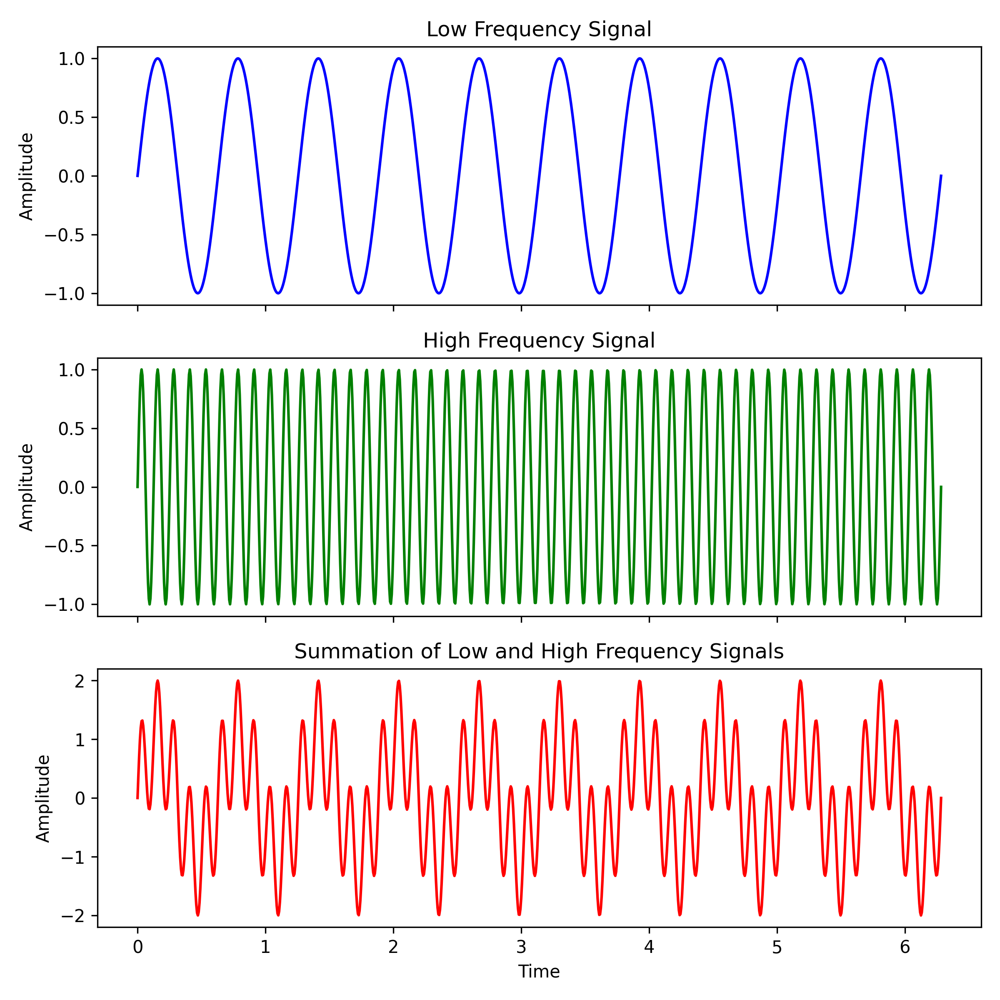 Low Frequency Signal
1.0
0.5
0.0
−0.5
−1.0
Amplitude
High Frequency Signal
1.0
0.5
0.0
−0.5
−1.0
Amplitude
Summation of Low and High Frequency Signals
2
1
0
−1
−2
Amplitude
0 1 2 3 4 5 6
Time